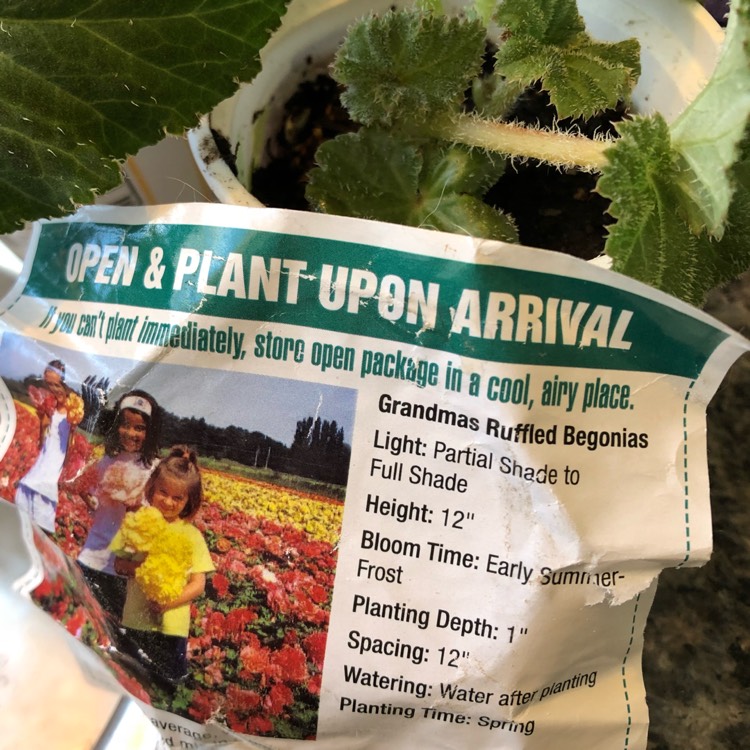 OPEN & PLANT UPON ARRIVAL
If you can't plant immediately, store open package in a cool, airy place.
Grandmas Ruffled Begonias
Light: Partial Shade to
Full Shade
Height: 12"
Bloom Time: Early Summer-
Frost
Planting Depth: 1"
Spacing: 12"
Watering: Water after planting
Planting Time: Spring
average,